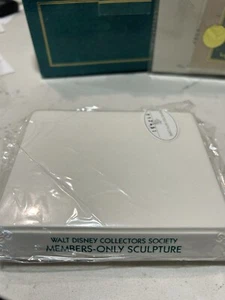 WALT DISNEY COLLECTORS SOCIETY
MEMBERS-ONLY SCULPTURE